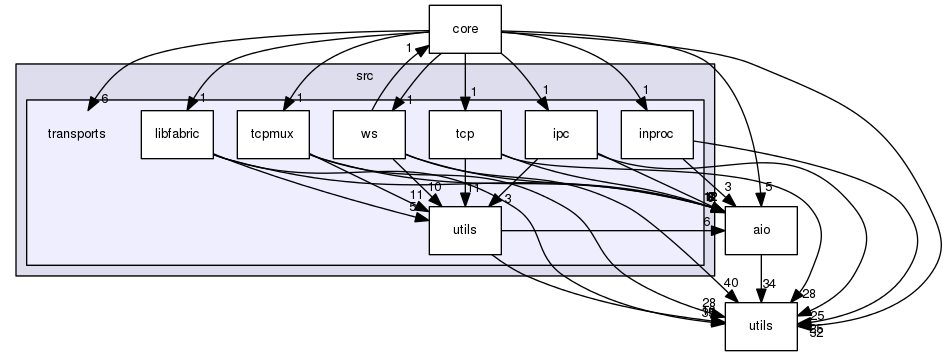 core
1
src
6
1
1
1
1
1
1
transports
libfabric
tcpmux
ws
tcp
ipc
inproc
10
11
3
3
5
11
5
utils
6
aio
40
34
28
28
25
utils